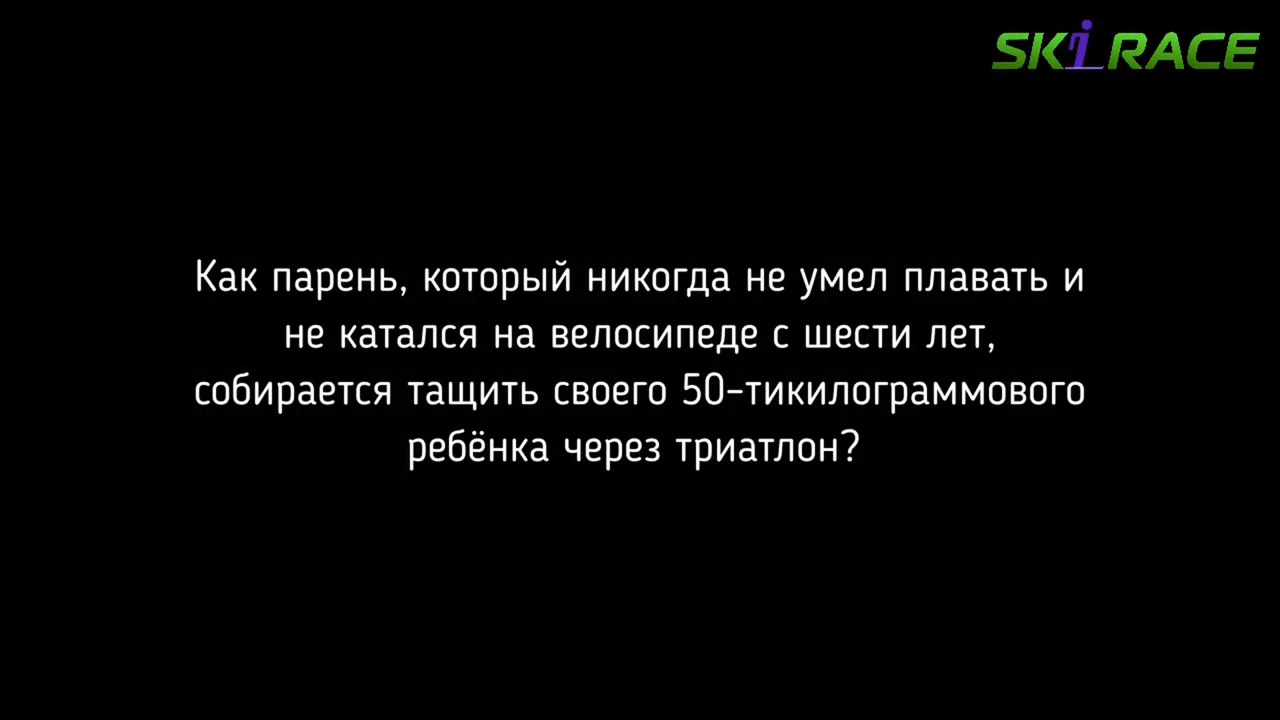 SKi RACE
Как парень, который никогда не умел плавать и
не катался на велосипеде с шести лет,
собирается тащить своего 50-тикилограммового
ребёнка через триатлон?